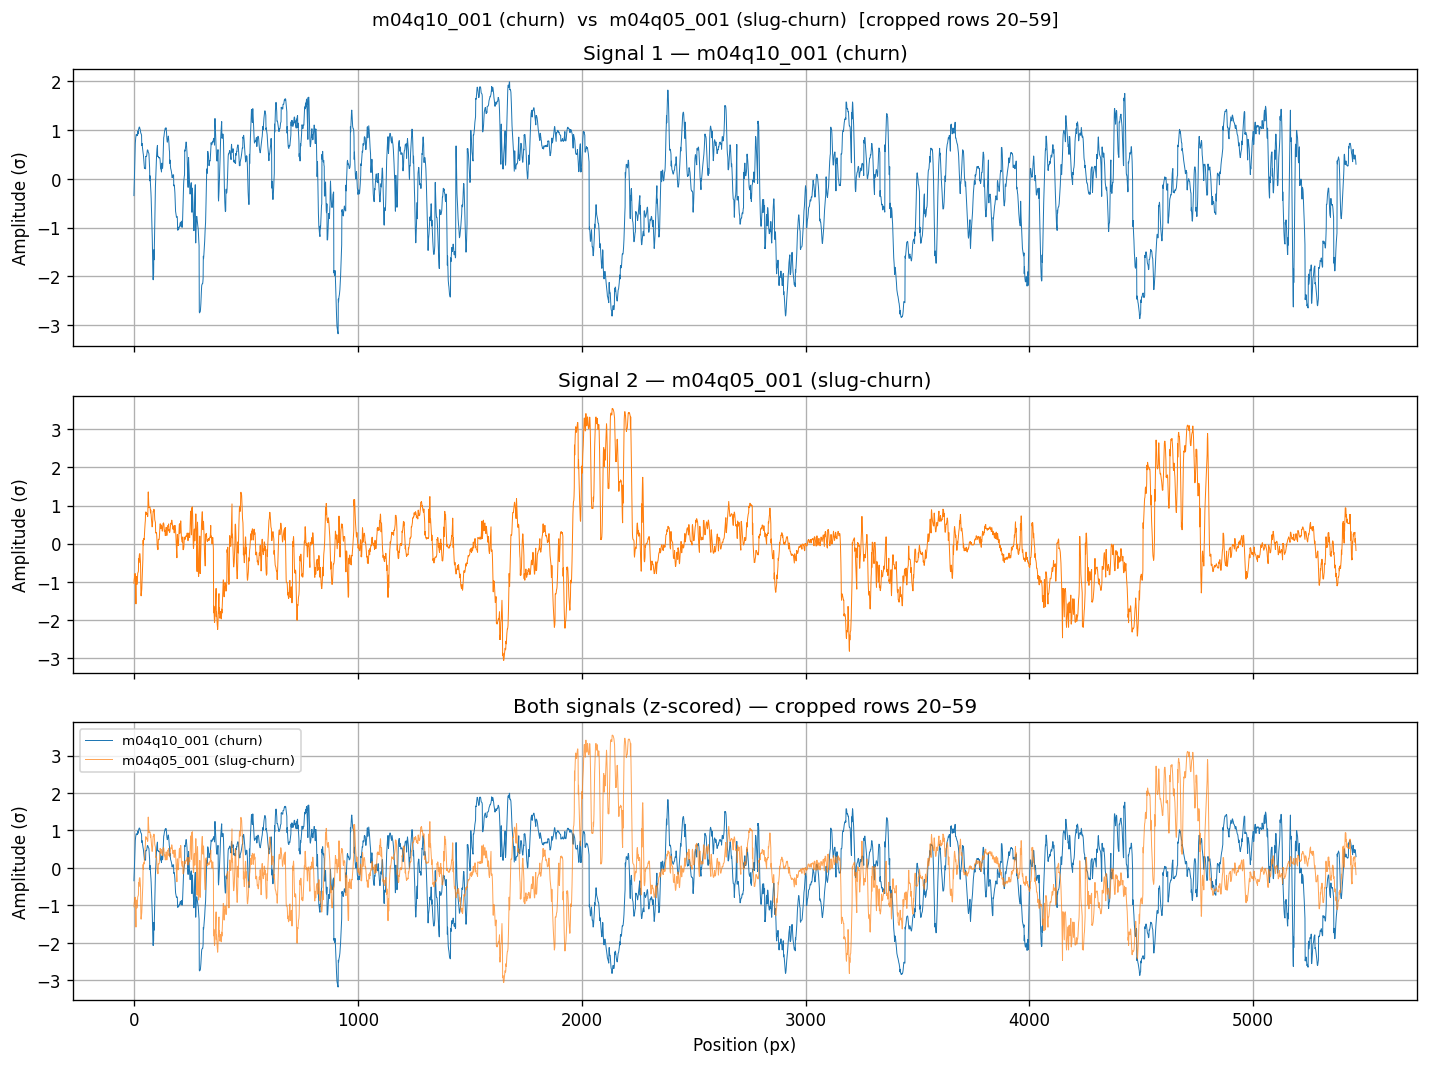 m04q10_001 (churn)  vs  m04q05_001 (slug-churn)  [cropped rows 20–59]
Signal 1 — m04q10_001 (churn)
2
1
0
−1
−2
−3
Amplitude (σ)
Signal 2 — m04q05_001 (slug-churn)
3
2
1
0
−1
−2
−3
Amplitude (σ)
Both signals (z-scored) — cropped rows 20–59
m04q10_001 (churn)
m04q05_001 (slug-churn)
3
2
1
0
−1
−2
−3
Amplitude (σ)
0 1000 2000 3000 4000 5000
Position (px)